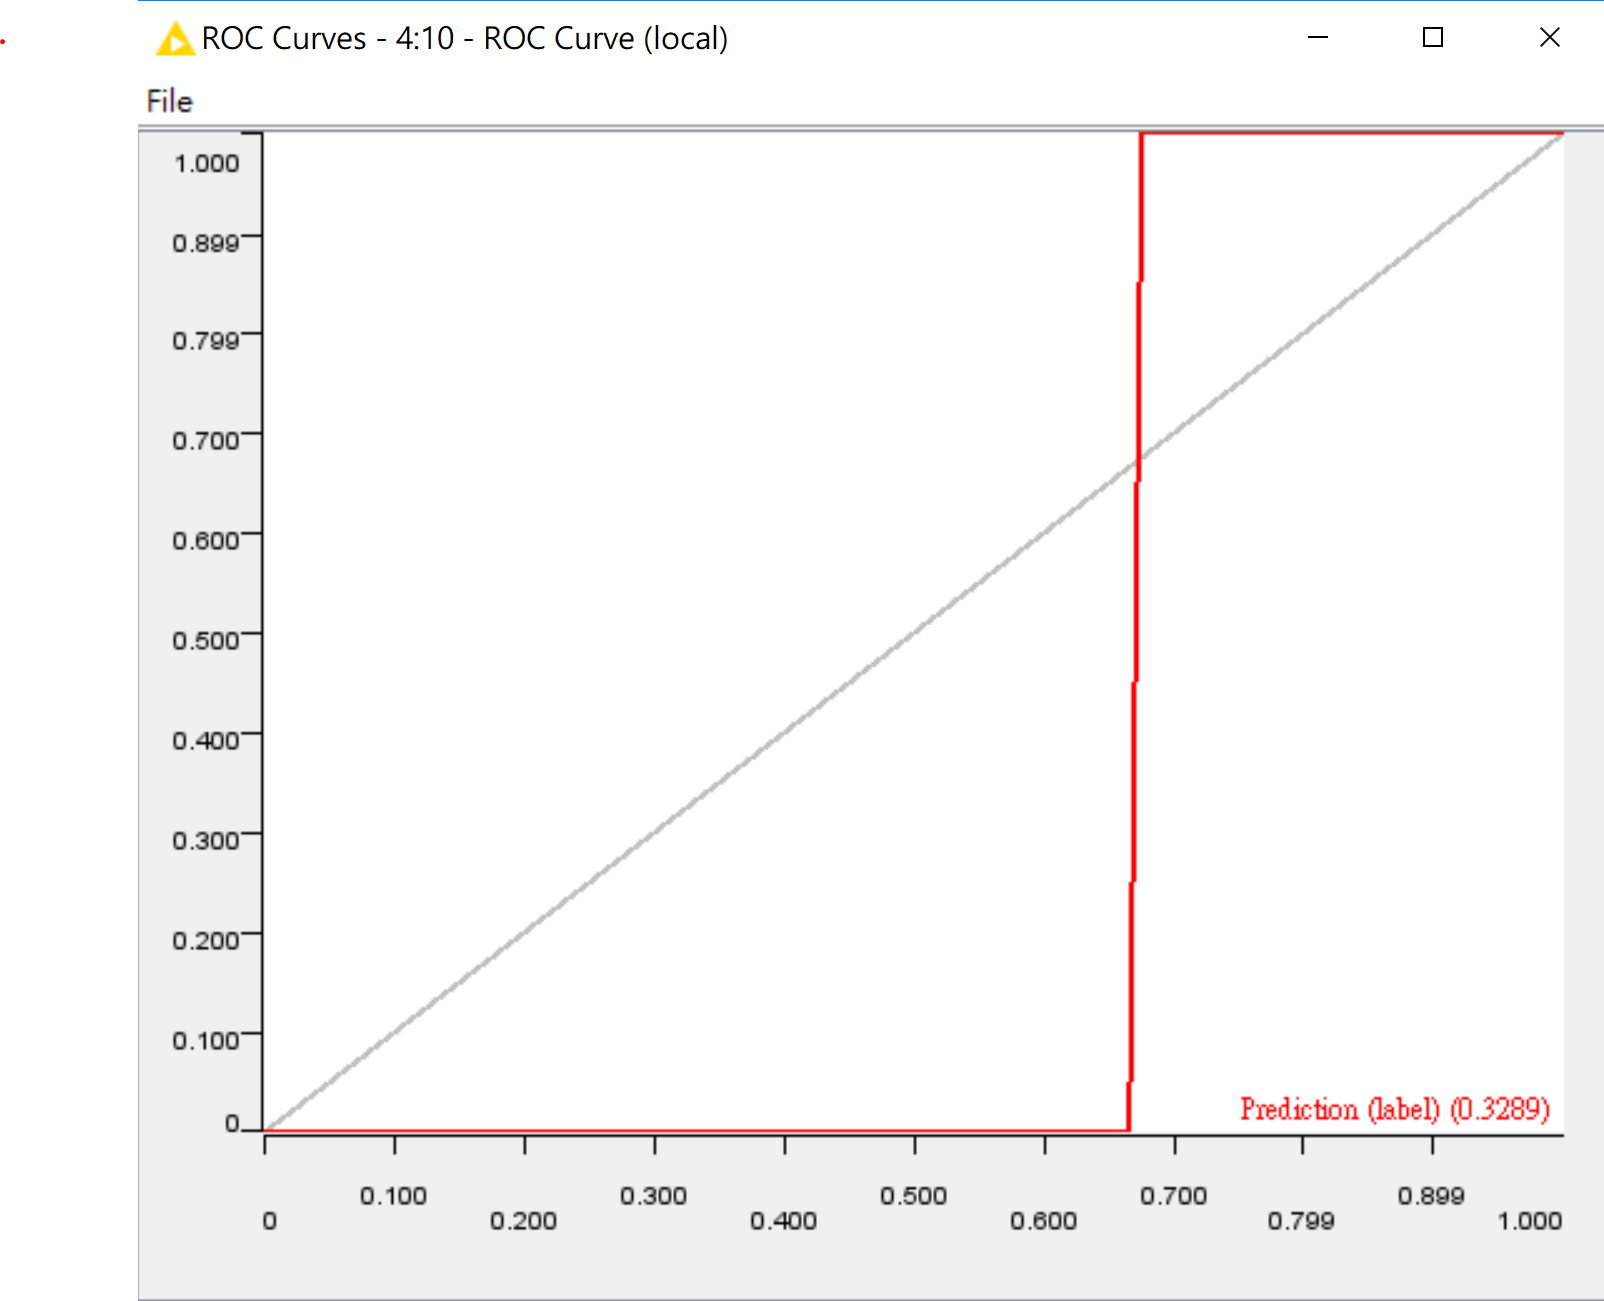 ROC Curves - 4:10 - ROC Curve (local)
File
1.000
0.899
0.799
0.700
0.600
0.500
0.400
0.300
0.200
0.100
0
Prediction (label) (0.3289)
0.100 0.300 0.500 0.700 0.899
0 0.200 0.400 0.600 0.799 1.000